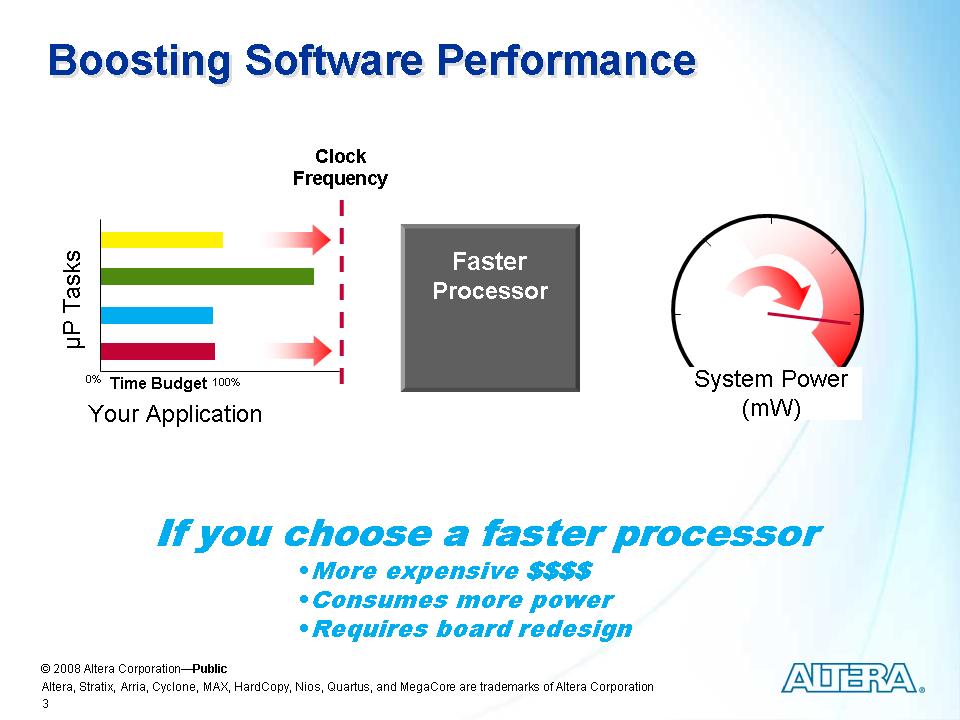 Boosting Software Performance
Clock
Frequency
µP Tasks
0% Time Budget 100%
Your Application
Faster
Processor
System Power
(mW)
If you choose a faster processor
•More expensive $$$$
•Consumes more power
•Requires board redesign
© 2008 Altera Corporation—Public
Altera, Stratix, Arria, Cyclone, MAX, HardCopy, Nios, Quartus, and MegaCore are trademarks of Altera Corporation
3
ALTERA®